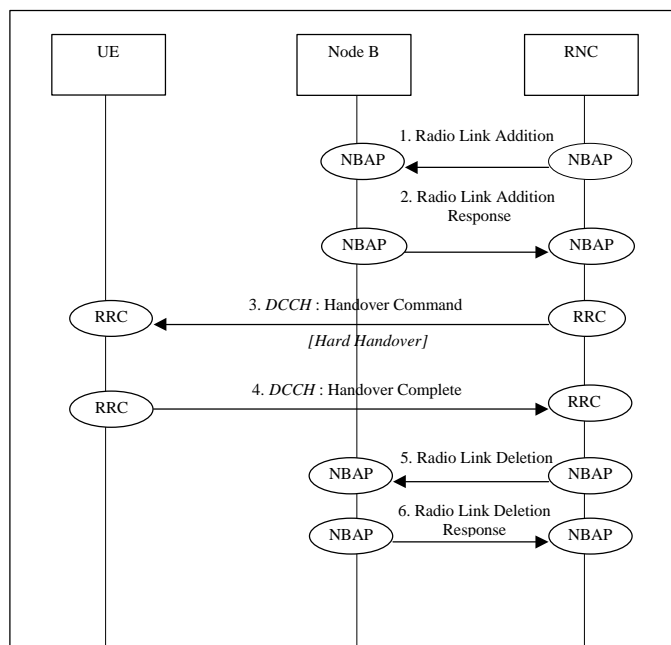 UE
Node B
RNC
1. Radio Link Addition
NBAP
NBAP
2. Radio Link Addition
Response
NBAP
NBAP
3. DCCH : Handover Command
RRC
RRC
[Hard Handover]
4. DCCH : Handover Complete
RRC
RRC
5. Radio Link Deletion
NBAP
NBAP
6. Radio Link Deletion
Response
NBAP
NBAP